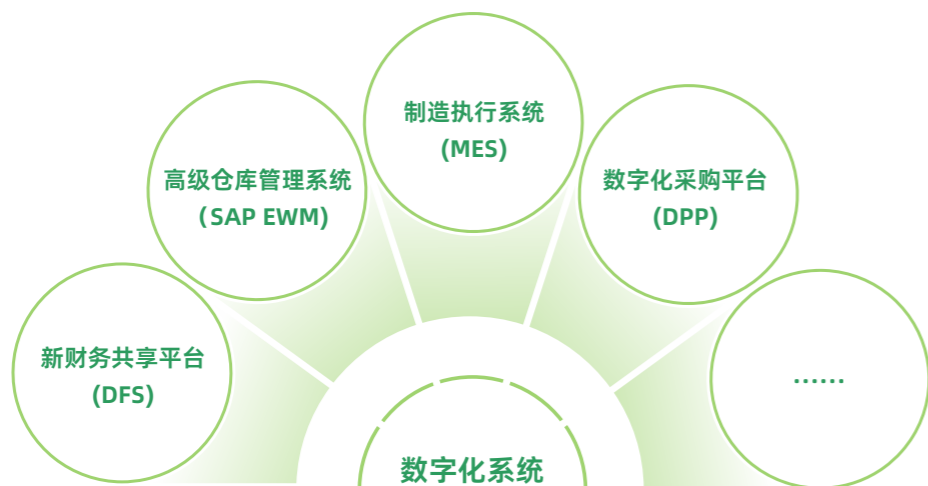 制造执行系统
(MES)
高级仓库管理系统
（SAP EWM)
数字化采购平台
(DPP)
新财务共享平台
(DFS)
......
数字化系统